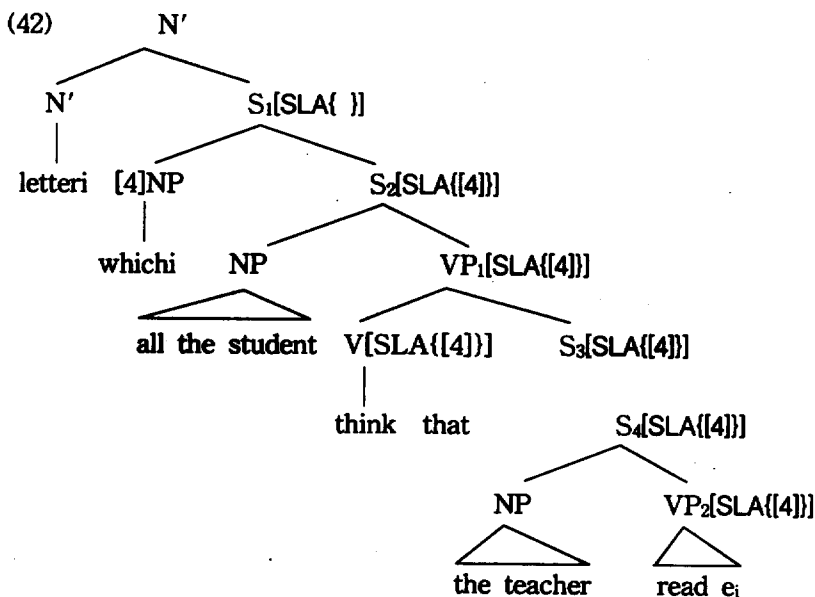 (42) N′
N′ S₁[SLA{ }]
letteri [4]NP S₂[SLA{[4]}]
whichi NP VP₁[SLA{[4]}]
all the student V[SLA{[4]}] S₃[SLA{[4]}]
think that S₄[SLA{[4]}]
NP VP₂[SLA{[4]}]
the teacher read eᵢ